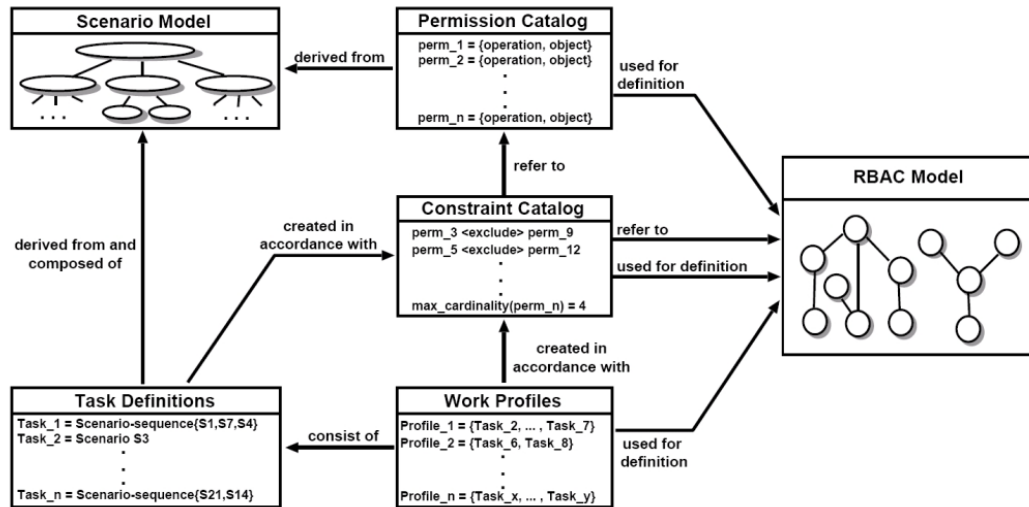 Scenario Model
. . .
. . .
derived from
Permission Catalog
perm_1 = {operation, object}
perm_2 = {operation, object}
.
.
.
perm_n = {operation, object}
used for
definition
refer to
RBAC Model
derived from and
composed of
created in
accordance with
Constraint Catalog
perm_3 <exclude> perm_9
perm_5 <exclude> perm_12
.
.
.
max_cardinality(perm_n) = 4
refer to
used for definition
created in
accordance with
Task Definitions
Task_1 = Scenario-sequence{S1,S7,S4}
Task_2 = Scenario S3
.
.
.
Task_n = Scenario-sequence{S21,S14}
consist of
Work Profiles
Profile_1 = {Task_2, ... , Task_7}
Profile_2 = {Task_6, Task_8}
.
.
.
Profile_n = {Task_x, ... , Task_y}
used for
definition